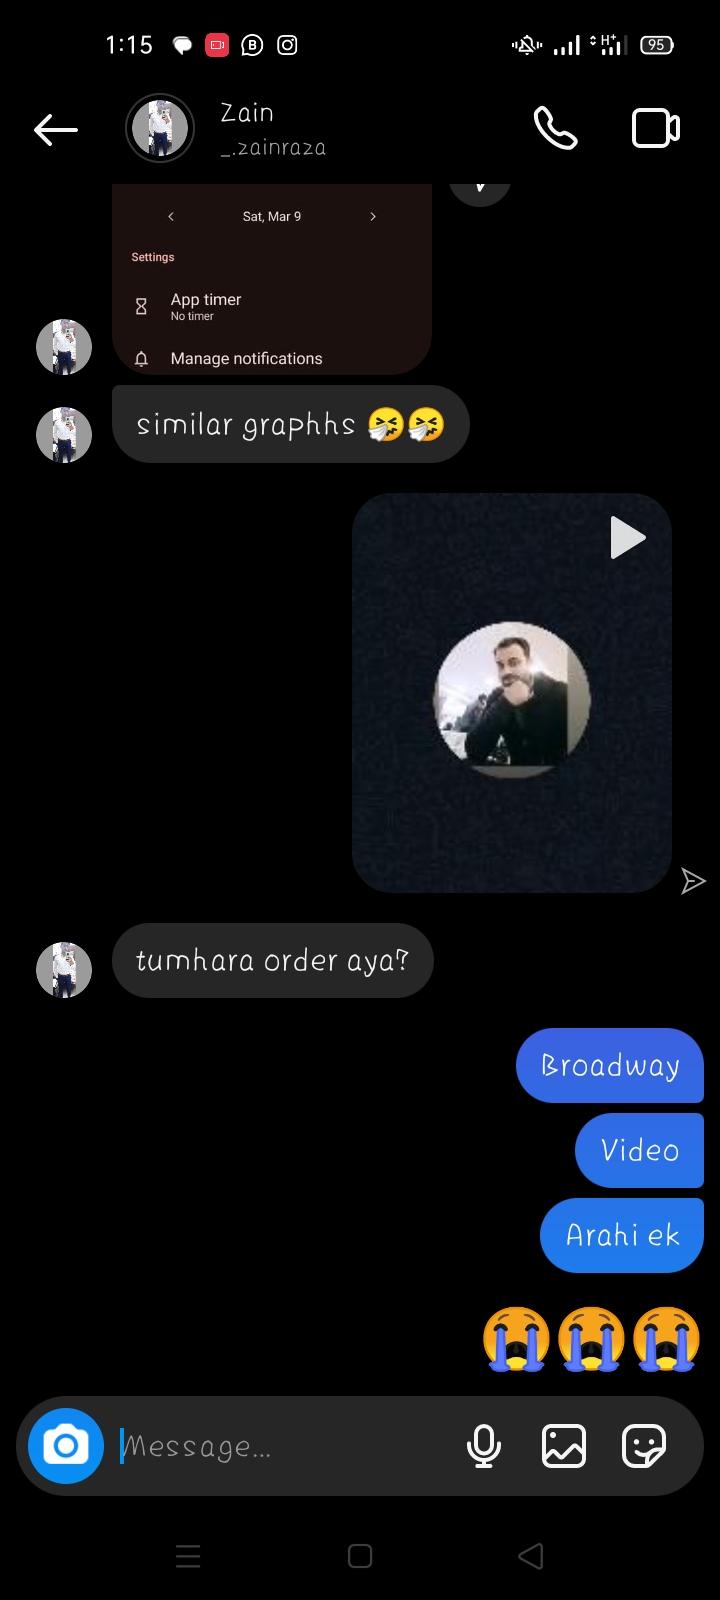 1:15
B
H+
95
Zain
_.zainraza
Sat, Mar 9
Settings
App timer
No timer
Manage notifications
similar graphhs 🤧🤧
tumhara order aya?
Broadway
Video
Arahi ek
😭😭😭
Message...